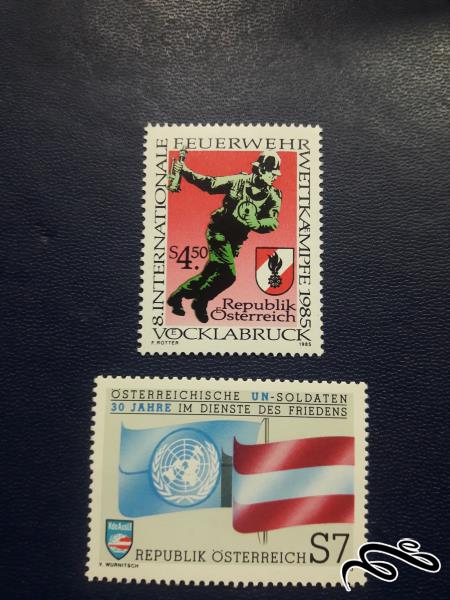 8. INTERNATIONALE
FEUERWEHR
WETTKÄMPFE 1985
S4.50
Republik
Österreich
VÖCKLABRUCK
F. ROTTER
1985
ÖSTERREICHISCHE UN-SOLDATEN
30 JAHRE IM DIENSTE DES FRIEDENS
KdoAuslE
REPUBLIK ÖSTERREICH S7
V. WURNITSCH